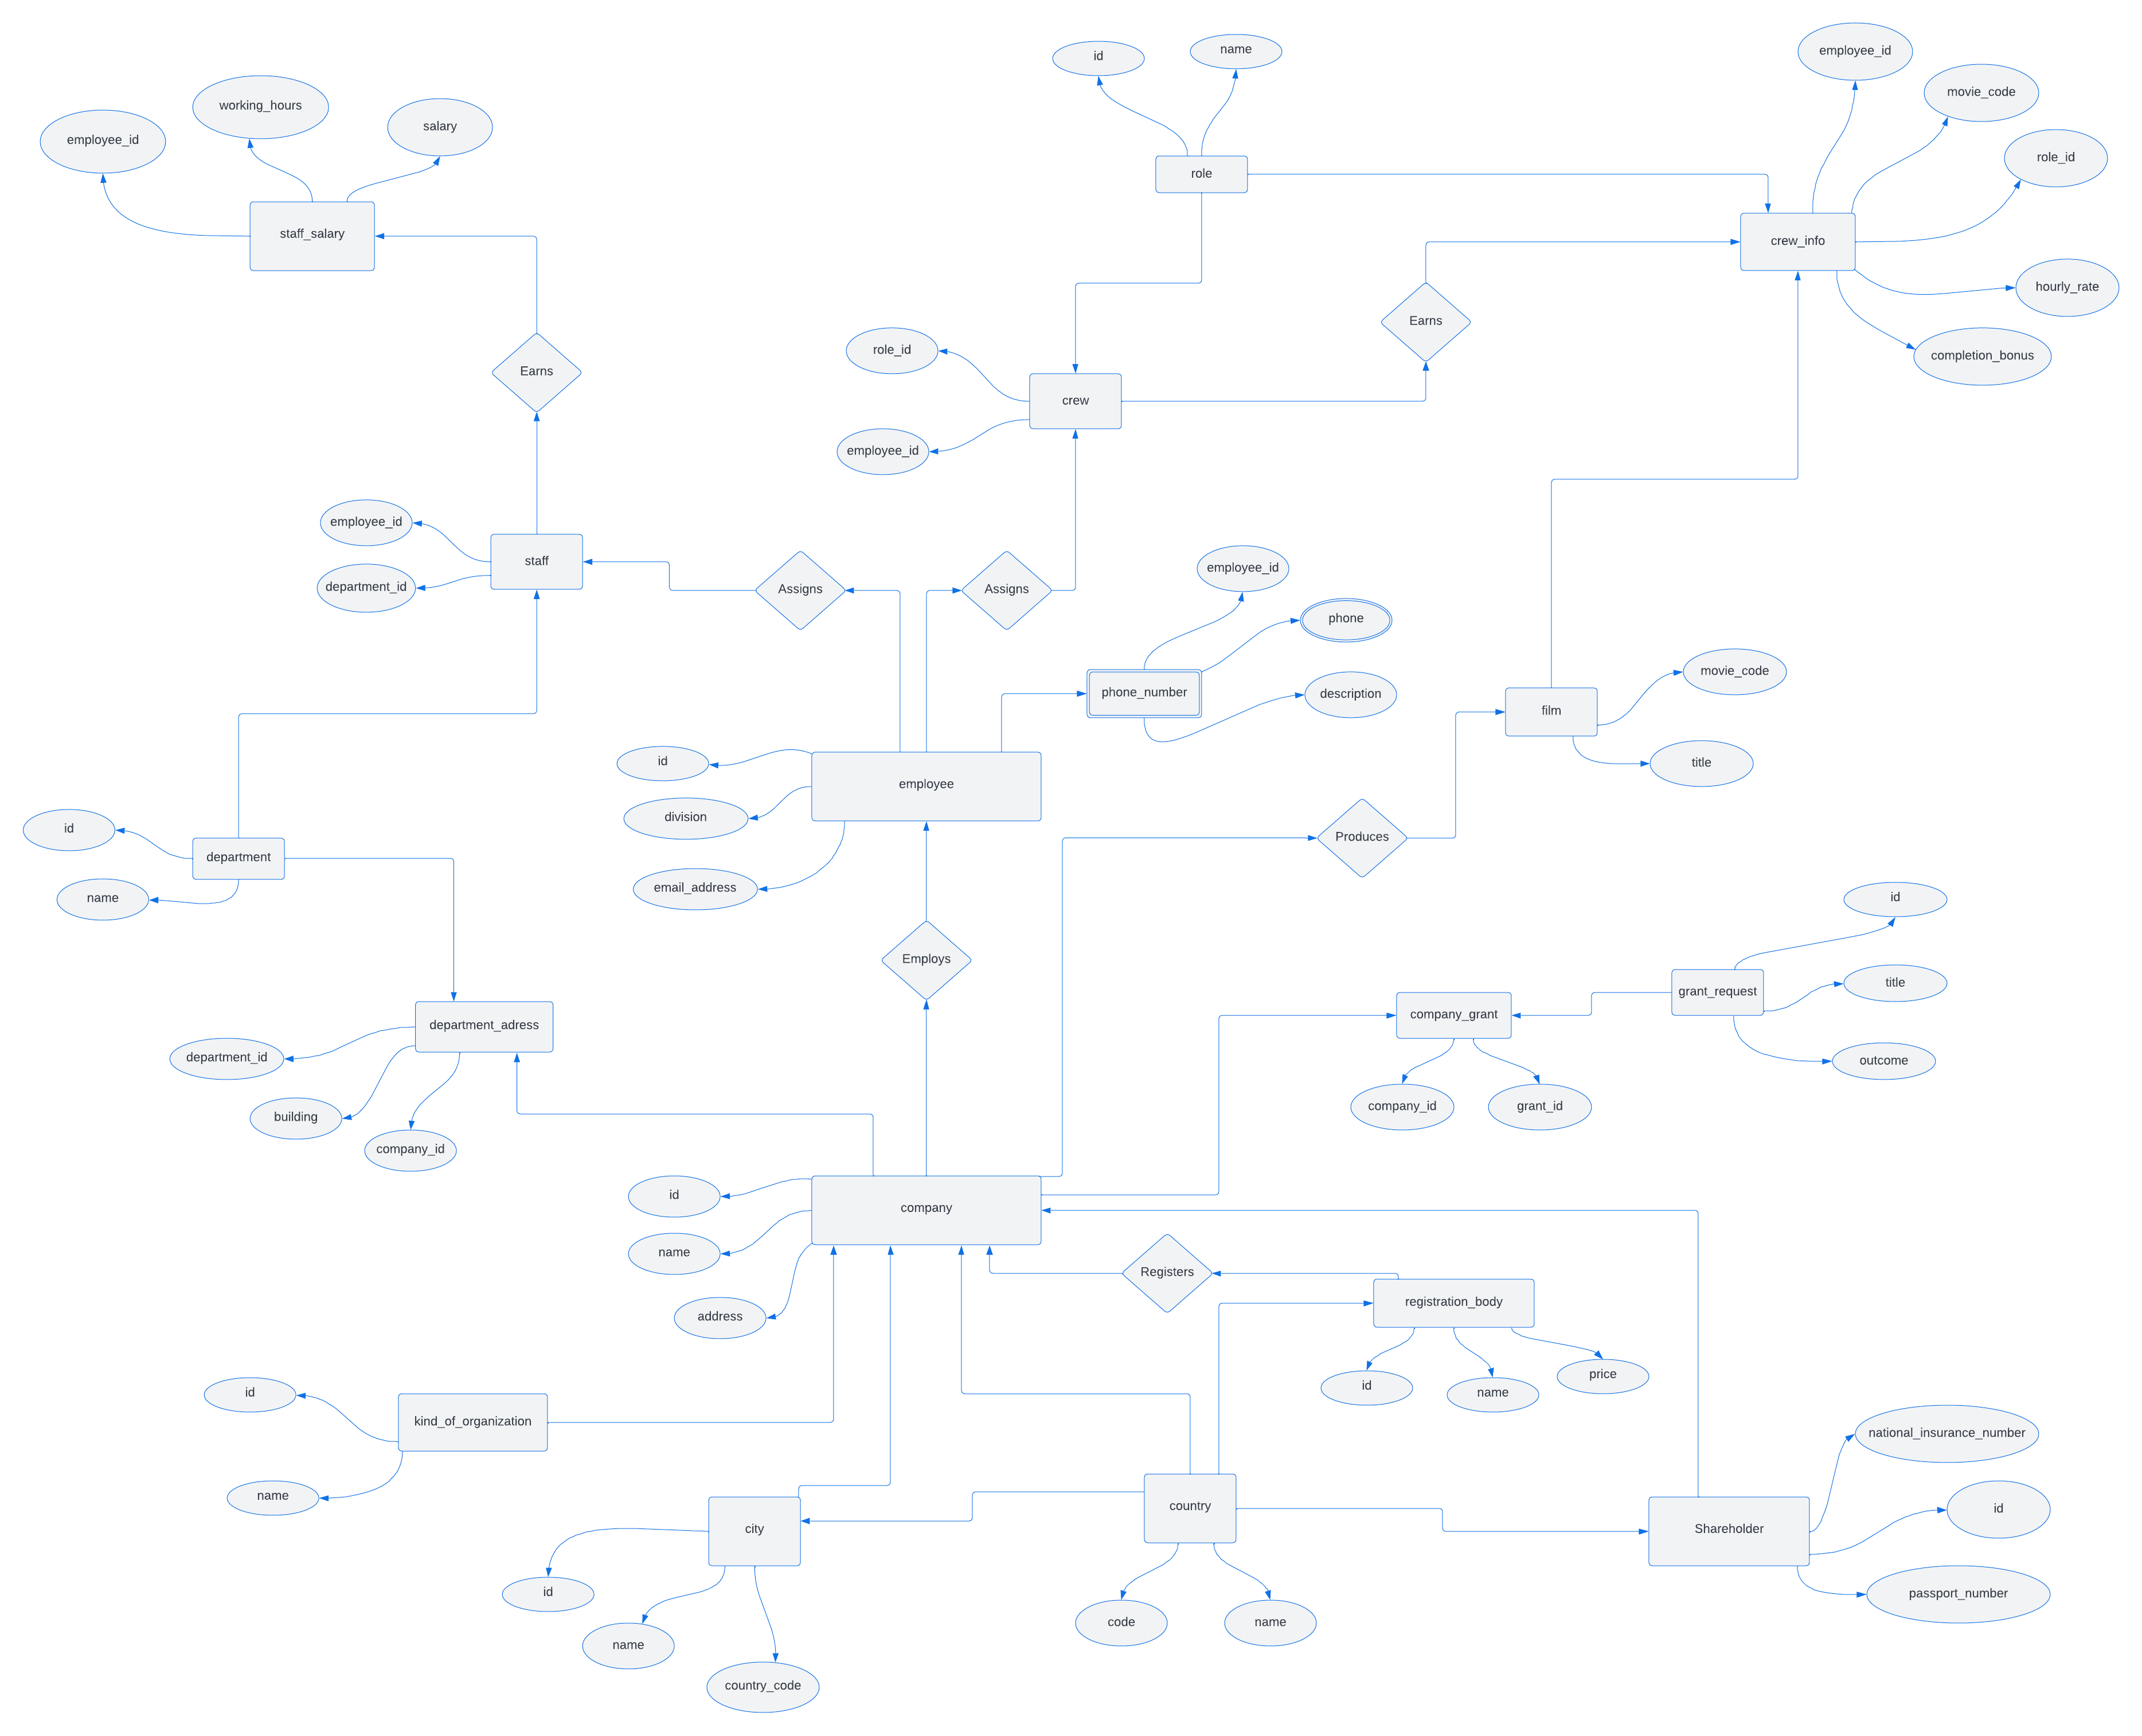 id
name
employee_id
movie_code
role_id
hourly_rate
completion_bonus
crew_info
role
working_hours
salary
employee_id
staff_salary
Earns
Earns
role_id
crew
employee_id
employee_id
staff
department_id
Assigns
Assigns
employee_id
phone
phone_number
description
movie_code
film
title
id
employee
division
email_address
Produces
id
department
name
Employs
id
grant_request
title
outcome
company_grant
company_id
grant_id
department_adress
department_id
building
company_id
id
company
name
address
Registers
registration_body
id
name
price
id
kind_of_organization
name
national_insurance_number
id
Shareholder
passport_number
country
code
name
city
id
name
country_code